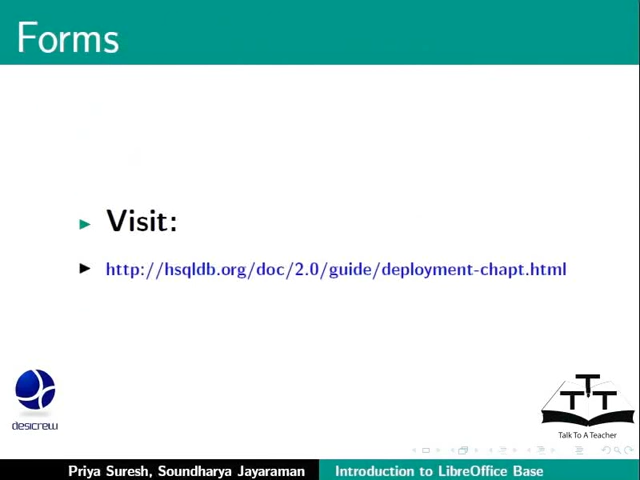 Forms
Visit:
http://hsqldb.org/doc/2.0/guide/deployment-chapt.html
desicrew
T T T
Talk To A Teacher
Priya Suresh, Soundharya Jayaraman
Introduction to LibreOffice Base